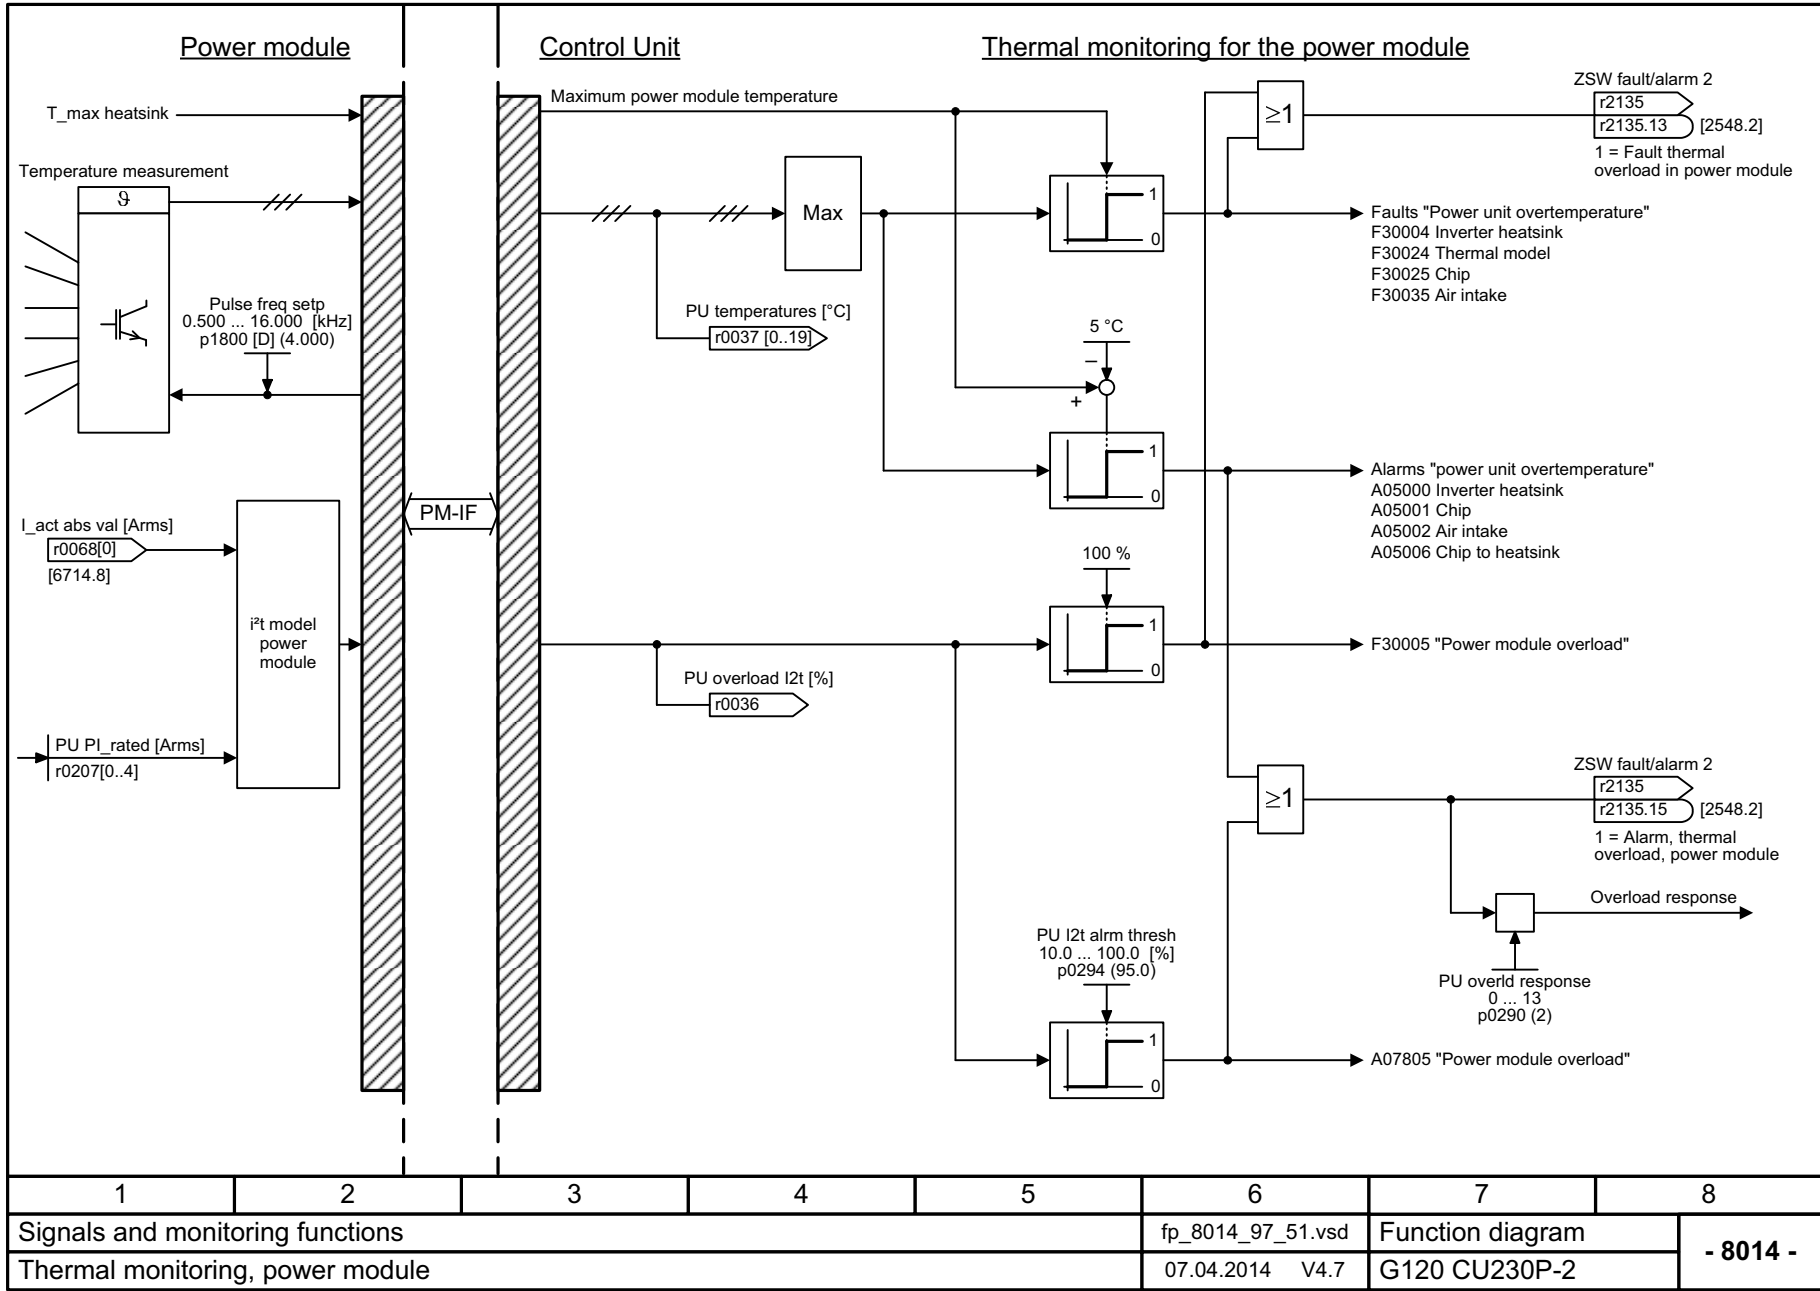 Power module
Control Unit
Thermal monitoring for the power module
T_max heatsink
Maximum power module temperature
≥1
ZSW fault/alarm 2
r2135
r2135.13
[2548.2]
1 = Fault thermal
overload in power module
Temperature measurement
ϑ
Max
1
0
Faults "Power unit overtemperature"
F30004 Inverter heatsink
F30024 Thermal model
F30025 Chip
F30035 Air intake
Pulse freq setp
0.500 ... 16.000 [kHz]
p1800 [D] (4.000)
PU temperatures [°C]
r0037 [0..19]
5 °C
–
+
1
0
Alarms "power unit overtemperature"
A05000 Inverter heatsink
A05001 Chip
A05002 Air intake
A05006 Chip to heatsink
PM-IF
I_act abs val [Arms]
r0068[0]
[6714.8]
i²t model
power
module
100 %
1
0
F30005 "Power module overload"
PU overload I2t [%]
r0036
PU PI_rated [Arms]
r0207[0..4]
≥1
ZSW fault/alarm 2
r2135
r2135.15
[2548.2]
1 = Alarm, thermal
overload, power module
Overload response
PU overld response
0 ... 13
p0290 (2)
PU I2t alrm thresh
10.0 ... 100.0 [%]
p0294 (95.0)
1
0
A07805 "Power module overload"
1 2 3 4 5 6 7 8
Signals and monitoring functions
fp_8014_97_51.vsd
Function diagram
- 8014 -
Thermal monitoring, power module
07.04.2014 V4.7
G120 CU230P-2